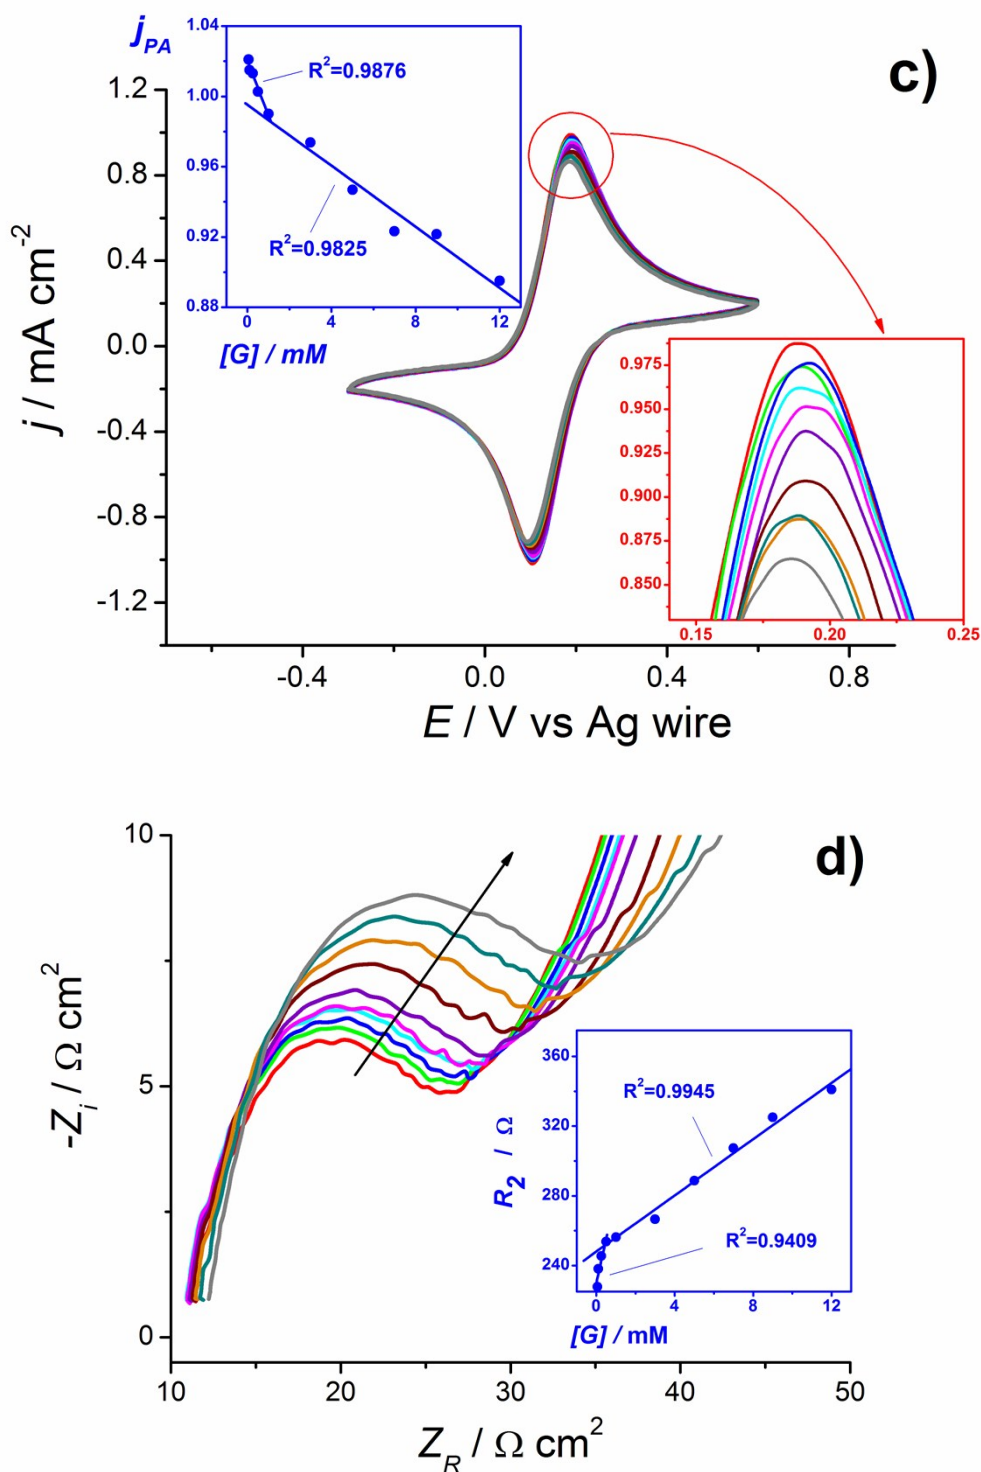 c)
j_PA
1.04
1.00
0.96
0.92
0.88
R²=0.9876
R²=0.9825
0 4 8 12
[G] / mM
1.2
0.8
0.4
0.0
-0.4
-0.8
-1.2
j / mA cm⁻²
0.975
0.950
0.925
0.900
0.875
0.850
0.15 0.20 0.25
-0.4 0.0 0.4 0.8
E / V vs Ag wire
d)
10
5
0
-Z_i / Ω cm²
360
320
280
240
R₂ / Ω
R²=0.9945
R²=0.9409
0 4 8 12
[G] / mM
10 20 30 40 50
Z_R / Ω cm²